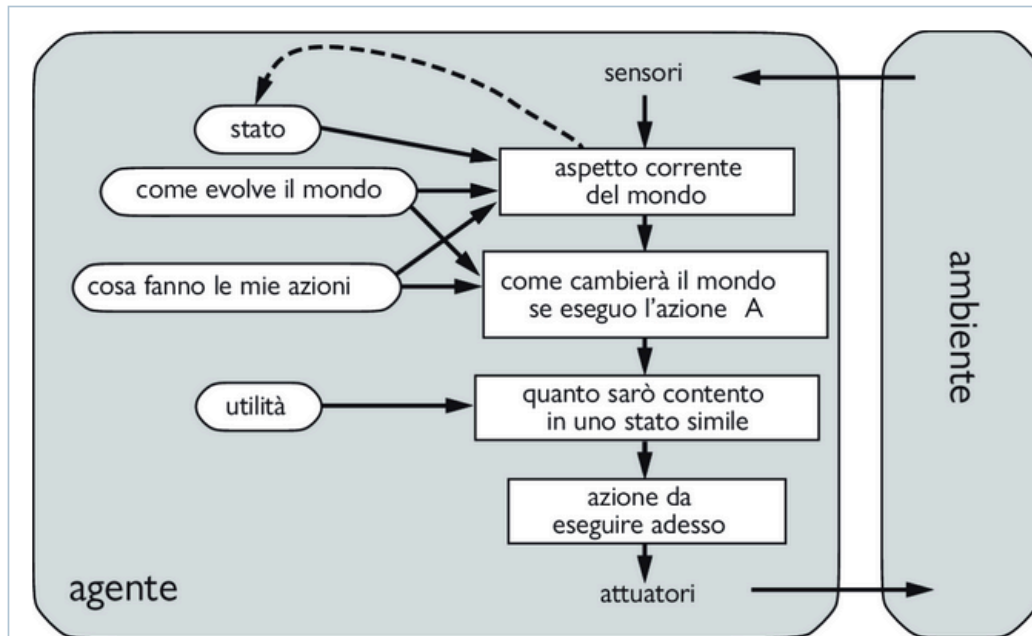 sensori
stato
aspetto corrente
del mondo
come evolve il mondo
cosa fanno le mie azioni
come cambierà il mondo
se eseguo l'azione A
utilità
quanto sarò contento
in uno stato simile
azione da
eseguire adesso
agente
attuatori
ambiente